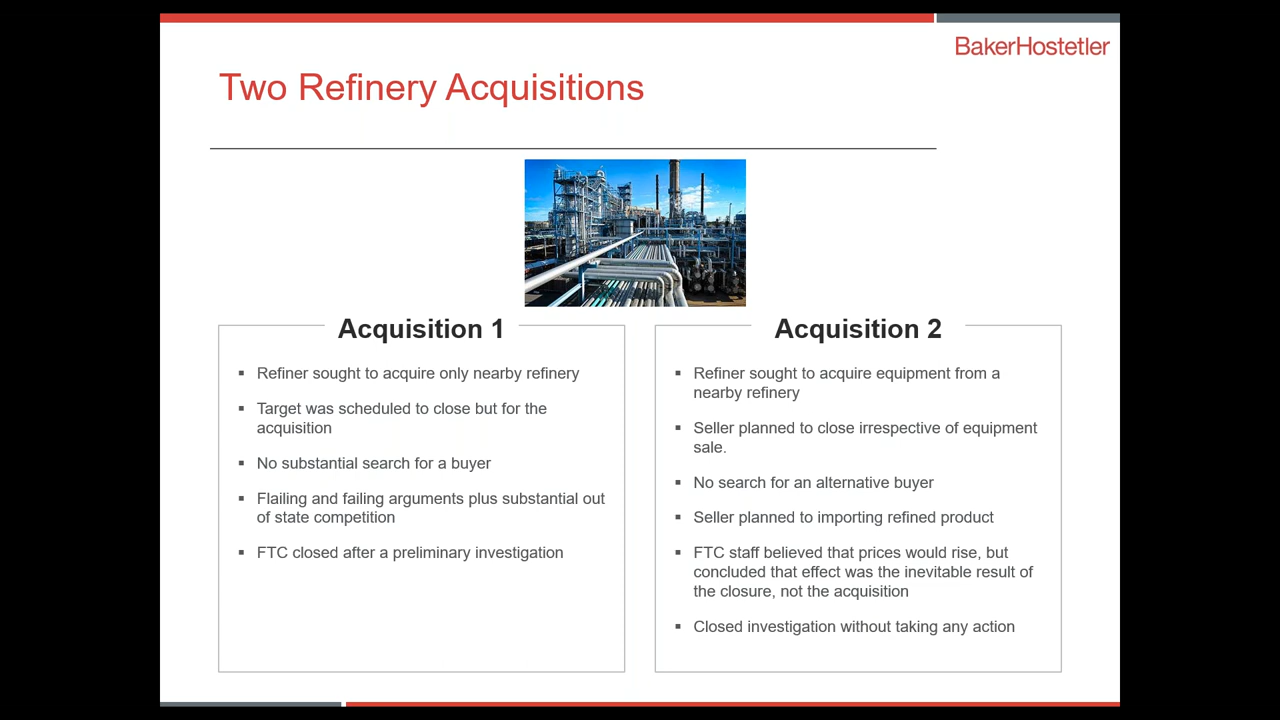 BakerHostetler
Two Refinery Acquisitions
Acquisition 1
▪ Refiner sought to acquire only nearby refinery
▪ Target was scheduled to close but for the
acquisition
▪ No substantial search for a buyer
▪ Flailing and failing arguments plus substantial out
of state competition
▪ FTC closed after a preliminary investigation
Acquisition 2
▪ Refiner sought to acquire equipment from a
nearby refinery
▪ Seller planned to close irrespective of equipment
sale.
▪ No search for an alternative buyer
▪ Seller planned to importing refined product
▪ FTC staff believed that prices would rise, but
concluded that effect was the inevitable result of
the closure, not the acquisition
▪ Closed investigation without taking any action